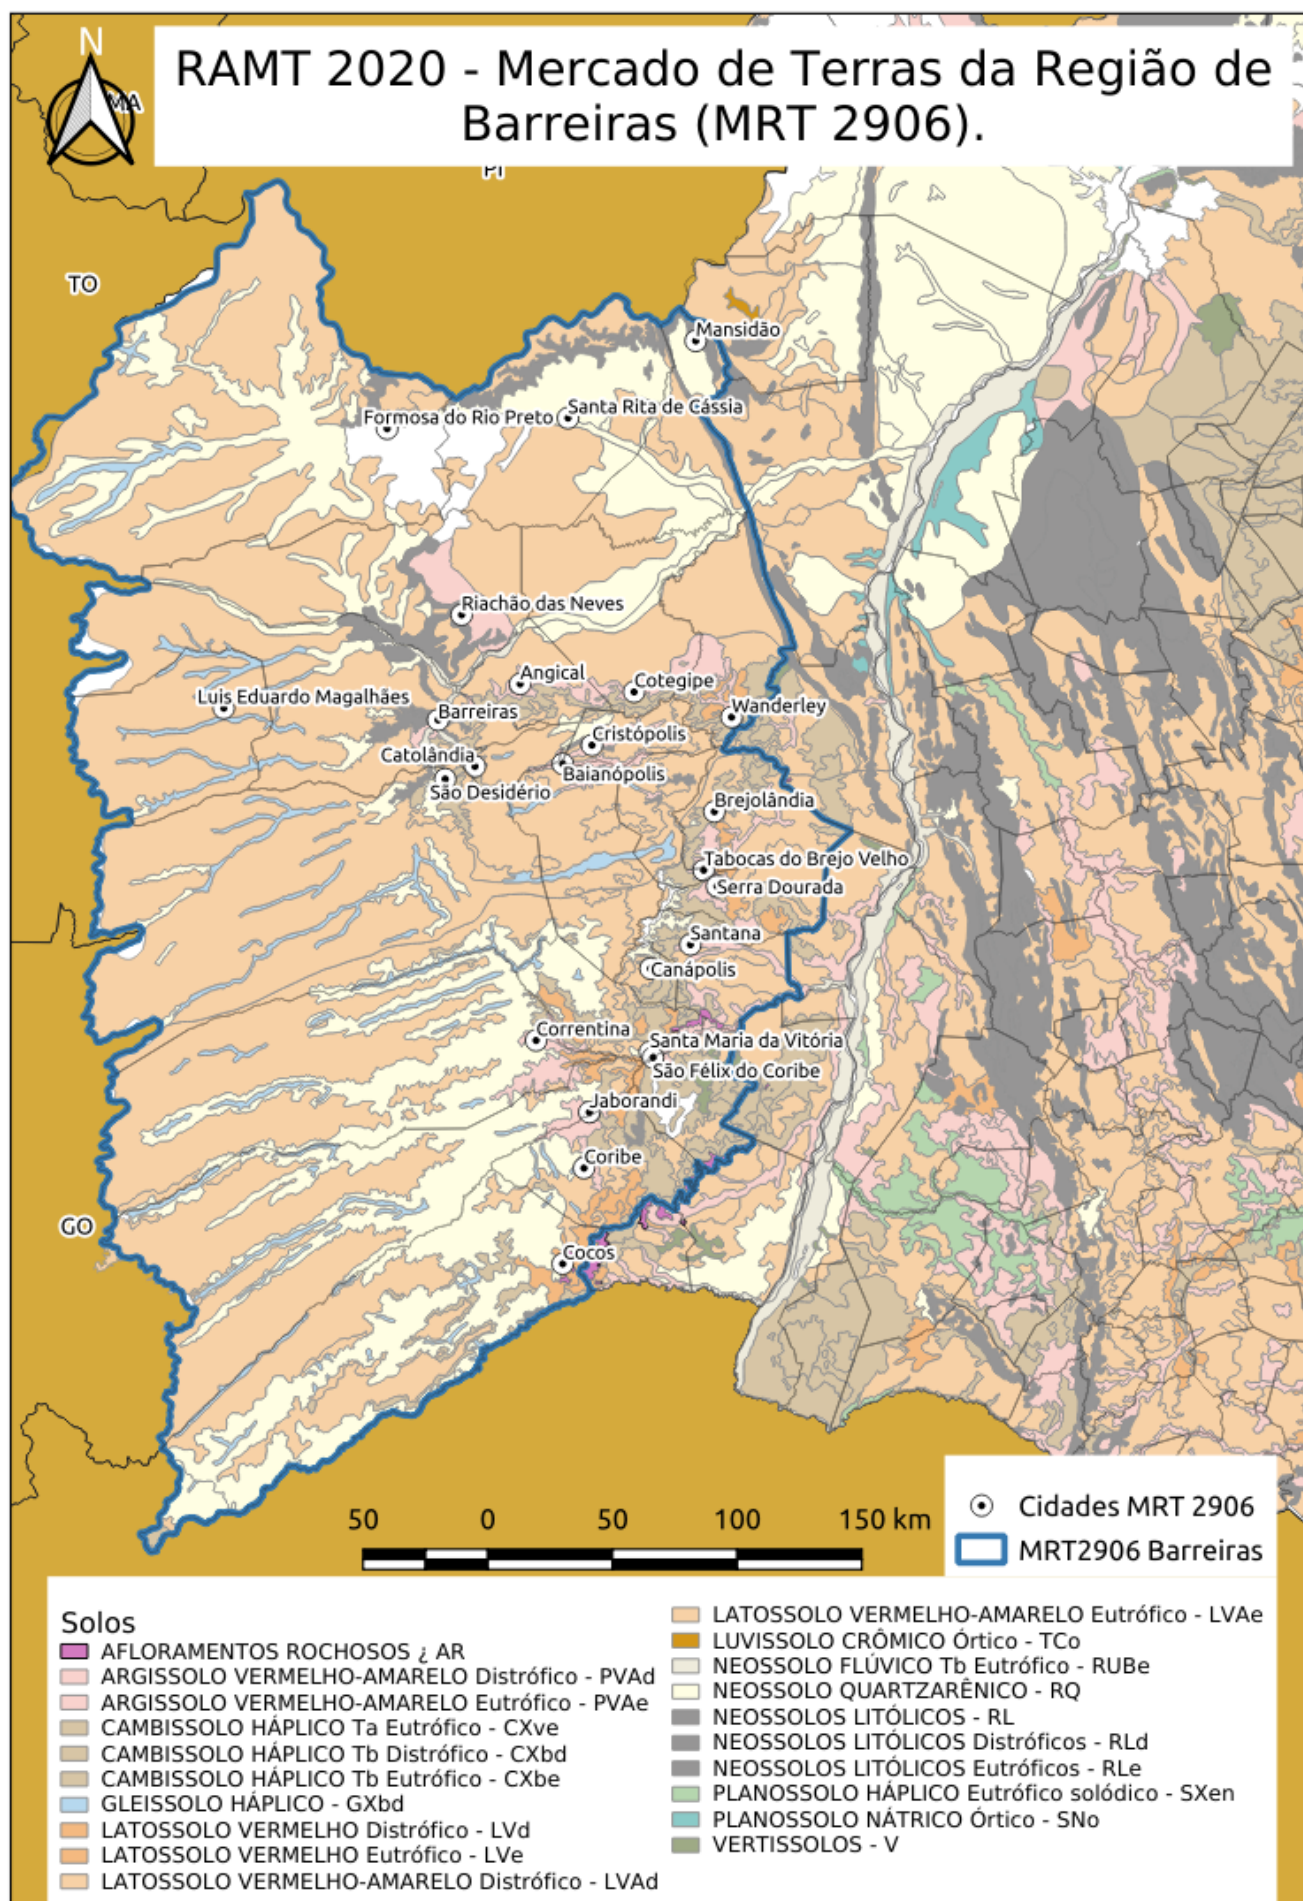 RAMT 2020 - Mercado de Terras da Região de
Barreiras (MRT 2906).
N
MA
PI
TO
Mansidão
Formosa do Rio Preto
Santa Rita de Cássia
Riachão das Neves
Angical
Cotegipe
Luis Eduardo Magalhães
Barreiras
Wanderley
Cristópolis
Catolândia
Baianópolis
São Desidério
Brejolândia
Tabocas do Brejo Velho
Serra Dourada
Santana
Canápolis
Correntina
Santa Maria da Vitória
São Félix do Coribe
Jaborandi
Coribe
GO
Cocos
50 0 50 100 150 km
Cidades MRT 2906
MRT2906 Barreiras
Solos
AFLORAMENTOS ROCHOSOS ¿ AR
ARGISSOLO VERMELHO-AMARELO Distrófico - PVAd
ARGISSOLO VERMELHO-AMARELO Eutrófico - PVAe
CAMBISSOLO HÁPLICO Ta Eutrófico - CXve
CAMBISSOLO HÁPLICO Tb Distrófico - CXbd
CAMBISSOLO HÁPLICO Tb Eutrófico - CXbe
GLEISSOLO HÁPLICO - GXbd
LATOSSOLO VERMELHO Distrófico - LVd
LATOSSOLO VERMELHO Eutrófico - LVe
LATOSSOLO VERMELHO-AMARELO Distrófico - LVAd
LATOSSOLO VERMELHO-AMARELO Eutrófico - LVAe
LUVISSOLO CRÔMICO Órtico - TCo
NEOSSOLO FLÚVICO Tb Eutrófico - RUBe
NEOSSOLO QUARTZARÊNICO - RQ
NEOSSOLOS LITÓLICOS - RL
NEOSSOLOS LITÓLICOS Distróficos - RLd
NEOSSOLOS LITÓLICOS Eutróficos - RLe
PLANOSSOLO HÁPLICO Eutrófico solódico - SXen
PLANOSSOLO NÁTRICO Órtico - SNo
VERTISSOLOS - V